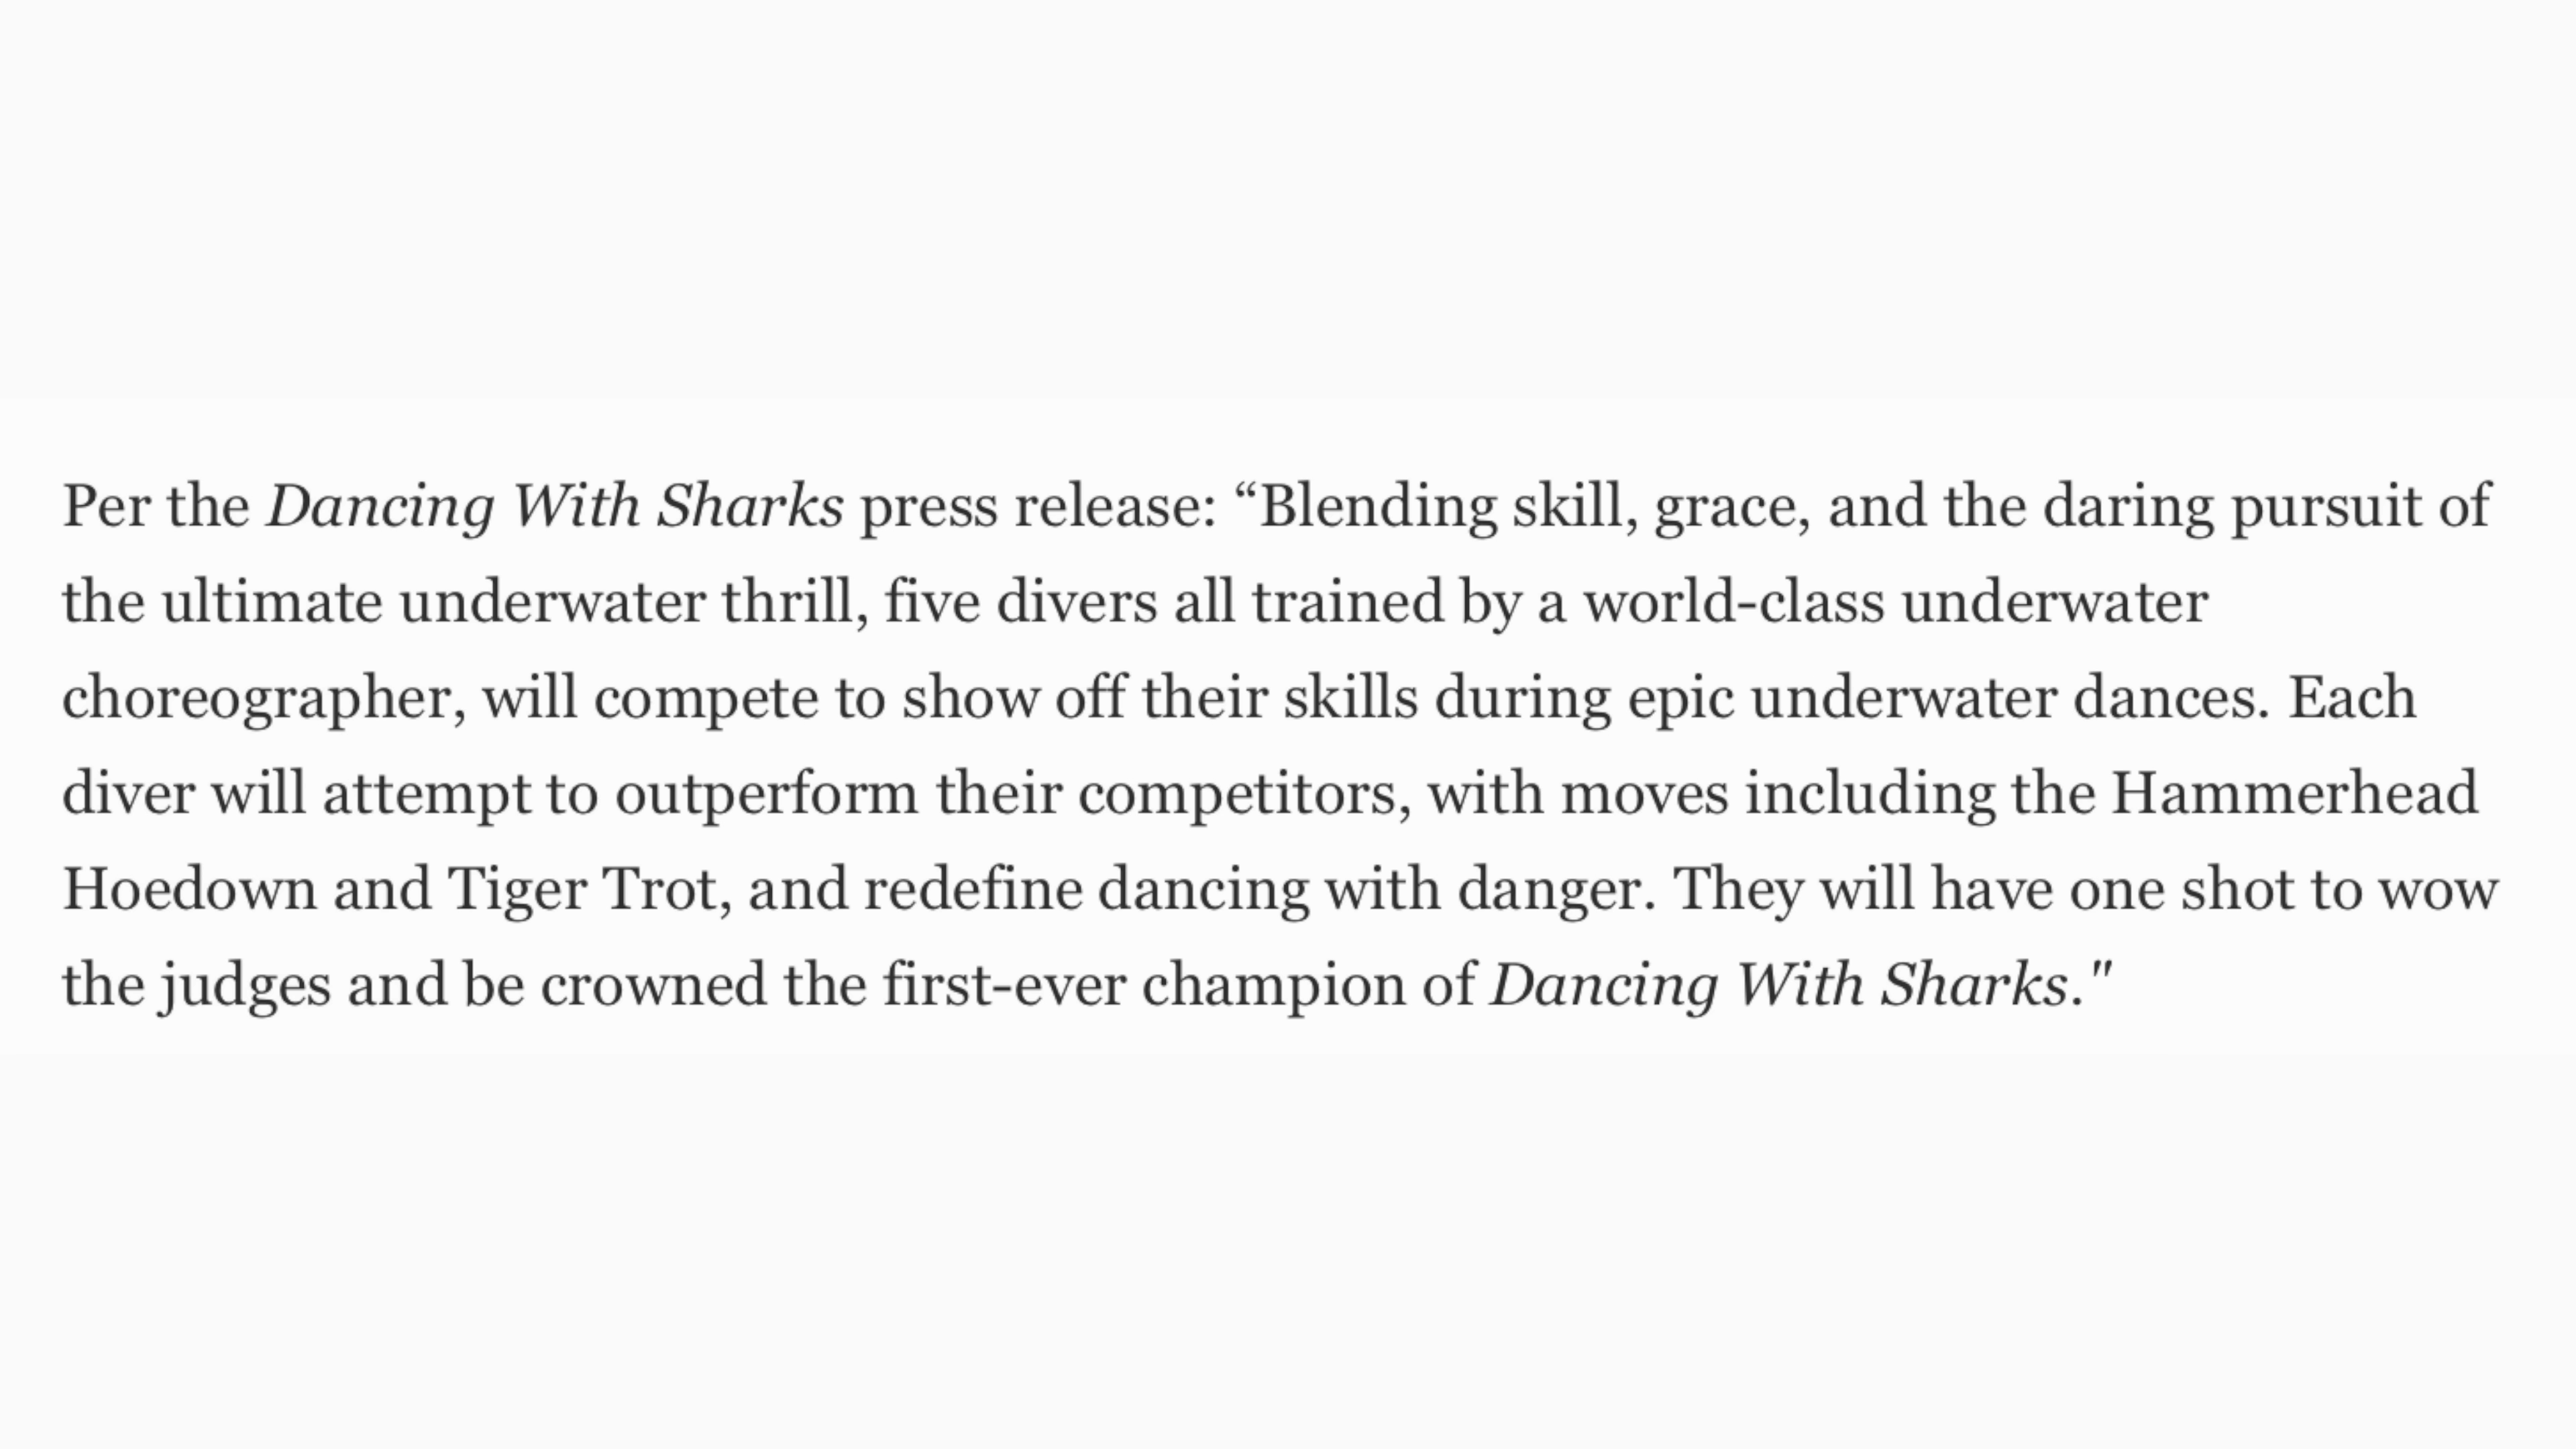 Per the Dancing With Sharks press release: “Blending skill, grace, and the daring pursuit of
the ultimate underwater thrill, five divers all trained by a world-class underwater
choreographer, will compete to show off their skills during epic underwater dances. Each
diver will attempt to outperform their competitors, with moves including the Hammerhead
Hoedown and Tiger Trot, and redefine dancing with danger. They will have one shot to wow
the judges and be crowned the first-ever champion of Dancing With Sharks."